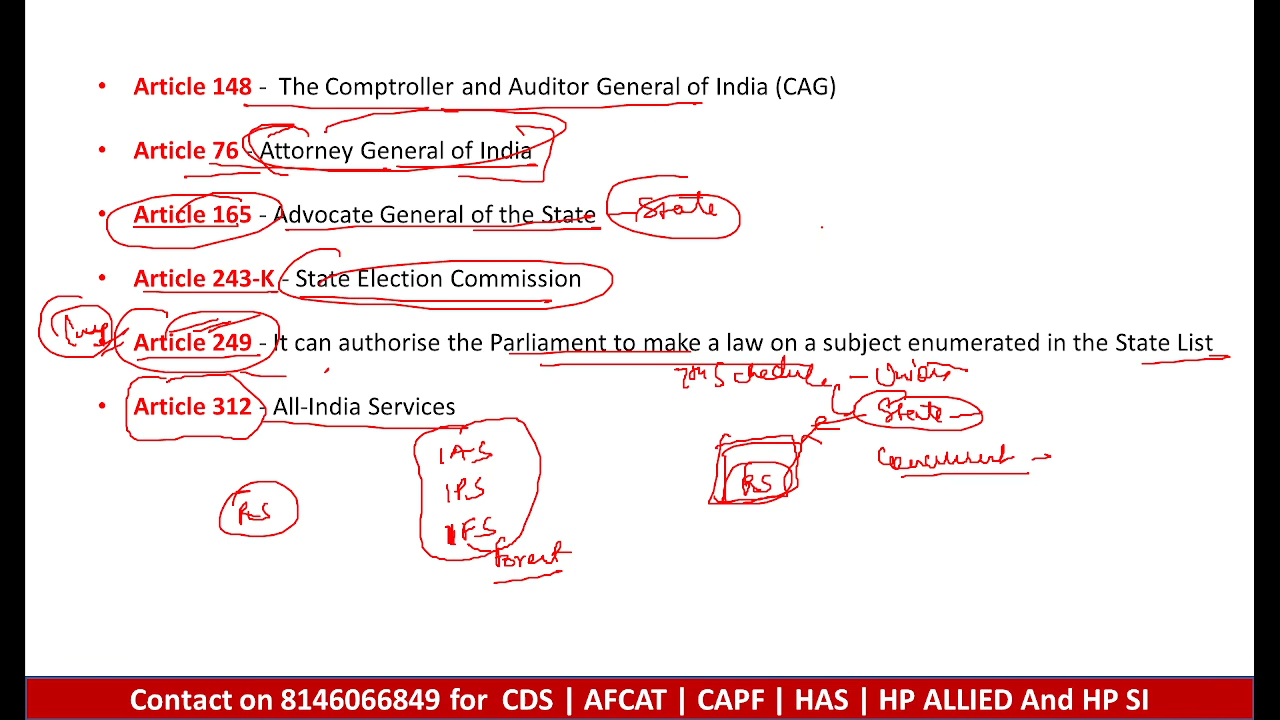 • Article 148 - The Comptroller and Auditor General of India (CAG)
• Article 76 - Attorney General of India
• Article 165 - Advocate General of the State - State
• Article 243-K - State Election Commission
• Article 249 - It can authorise the Parliament to make a law on a subject enumerated in the State List
7th Schedule - Union
• Article 312 - All-India Services
State -
IAS
Concurrent -
IPS
RS
RS
IFS
Forest
Contact on 8146066849 for CDS | AFCAT | CAPF | HAS | HP ALLIED And HP SI